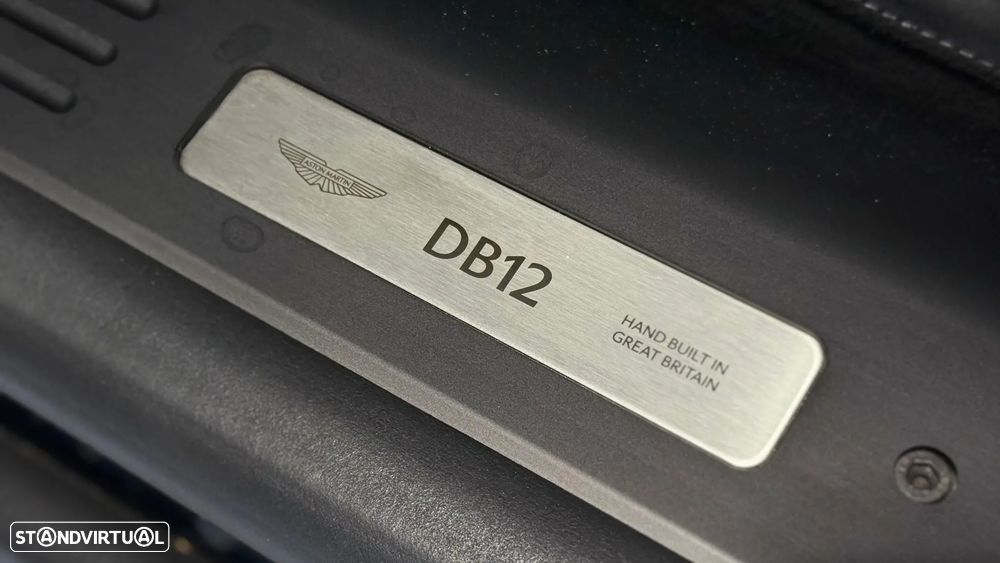 ASTON MARTIN
DB12
HAND BUILT IN
GREAT BRITAIN
STANDVIRTUAL